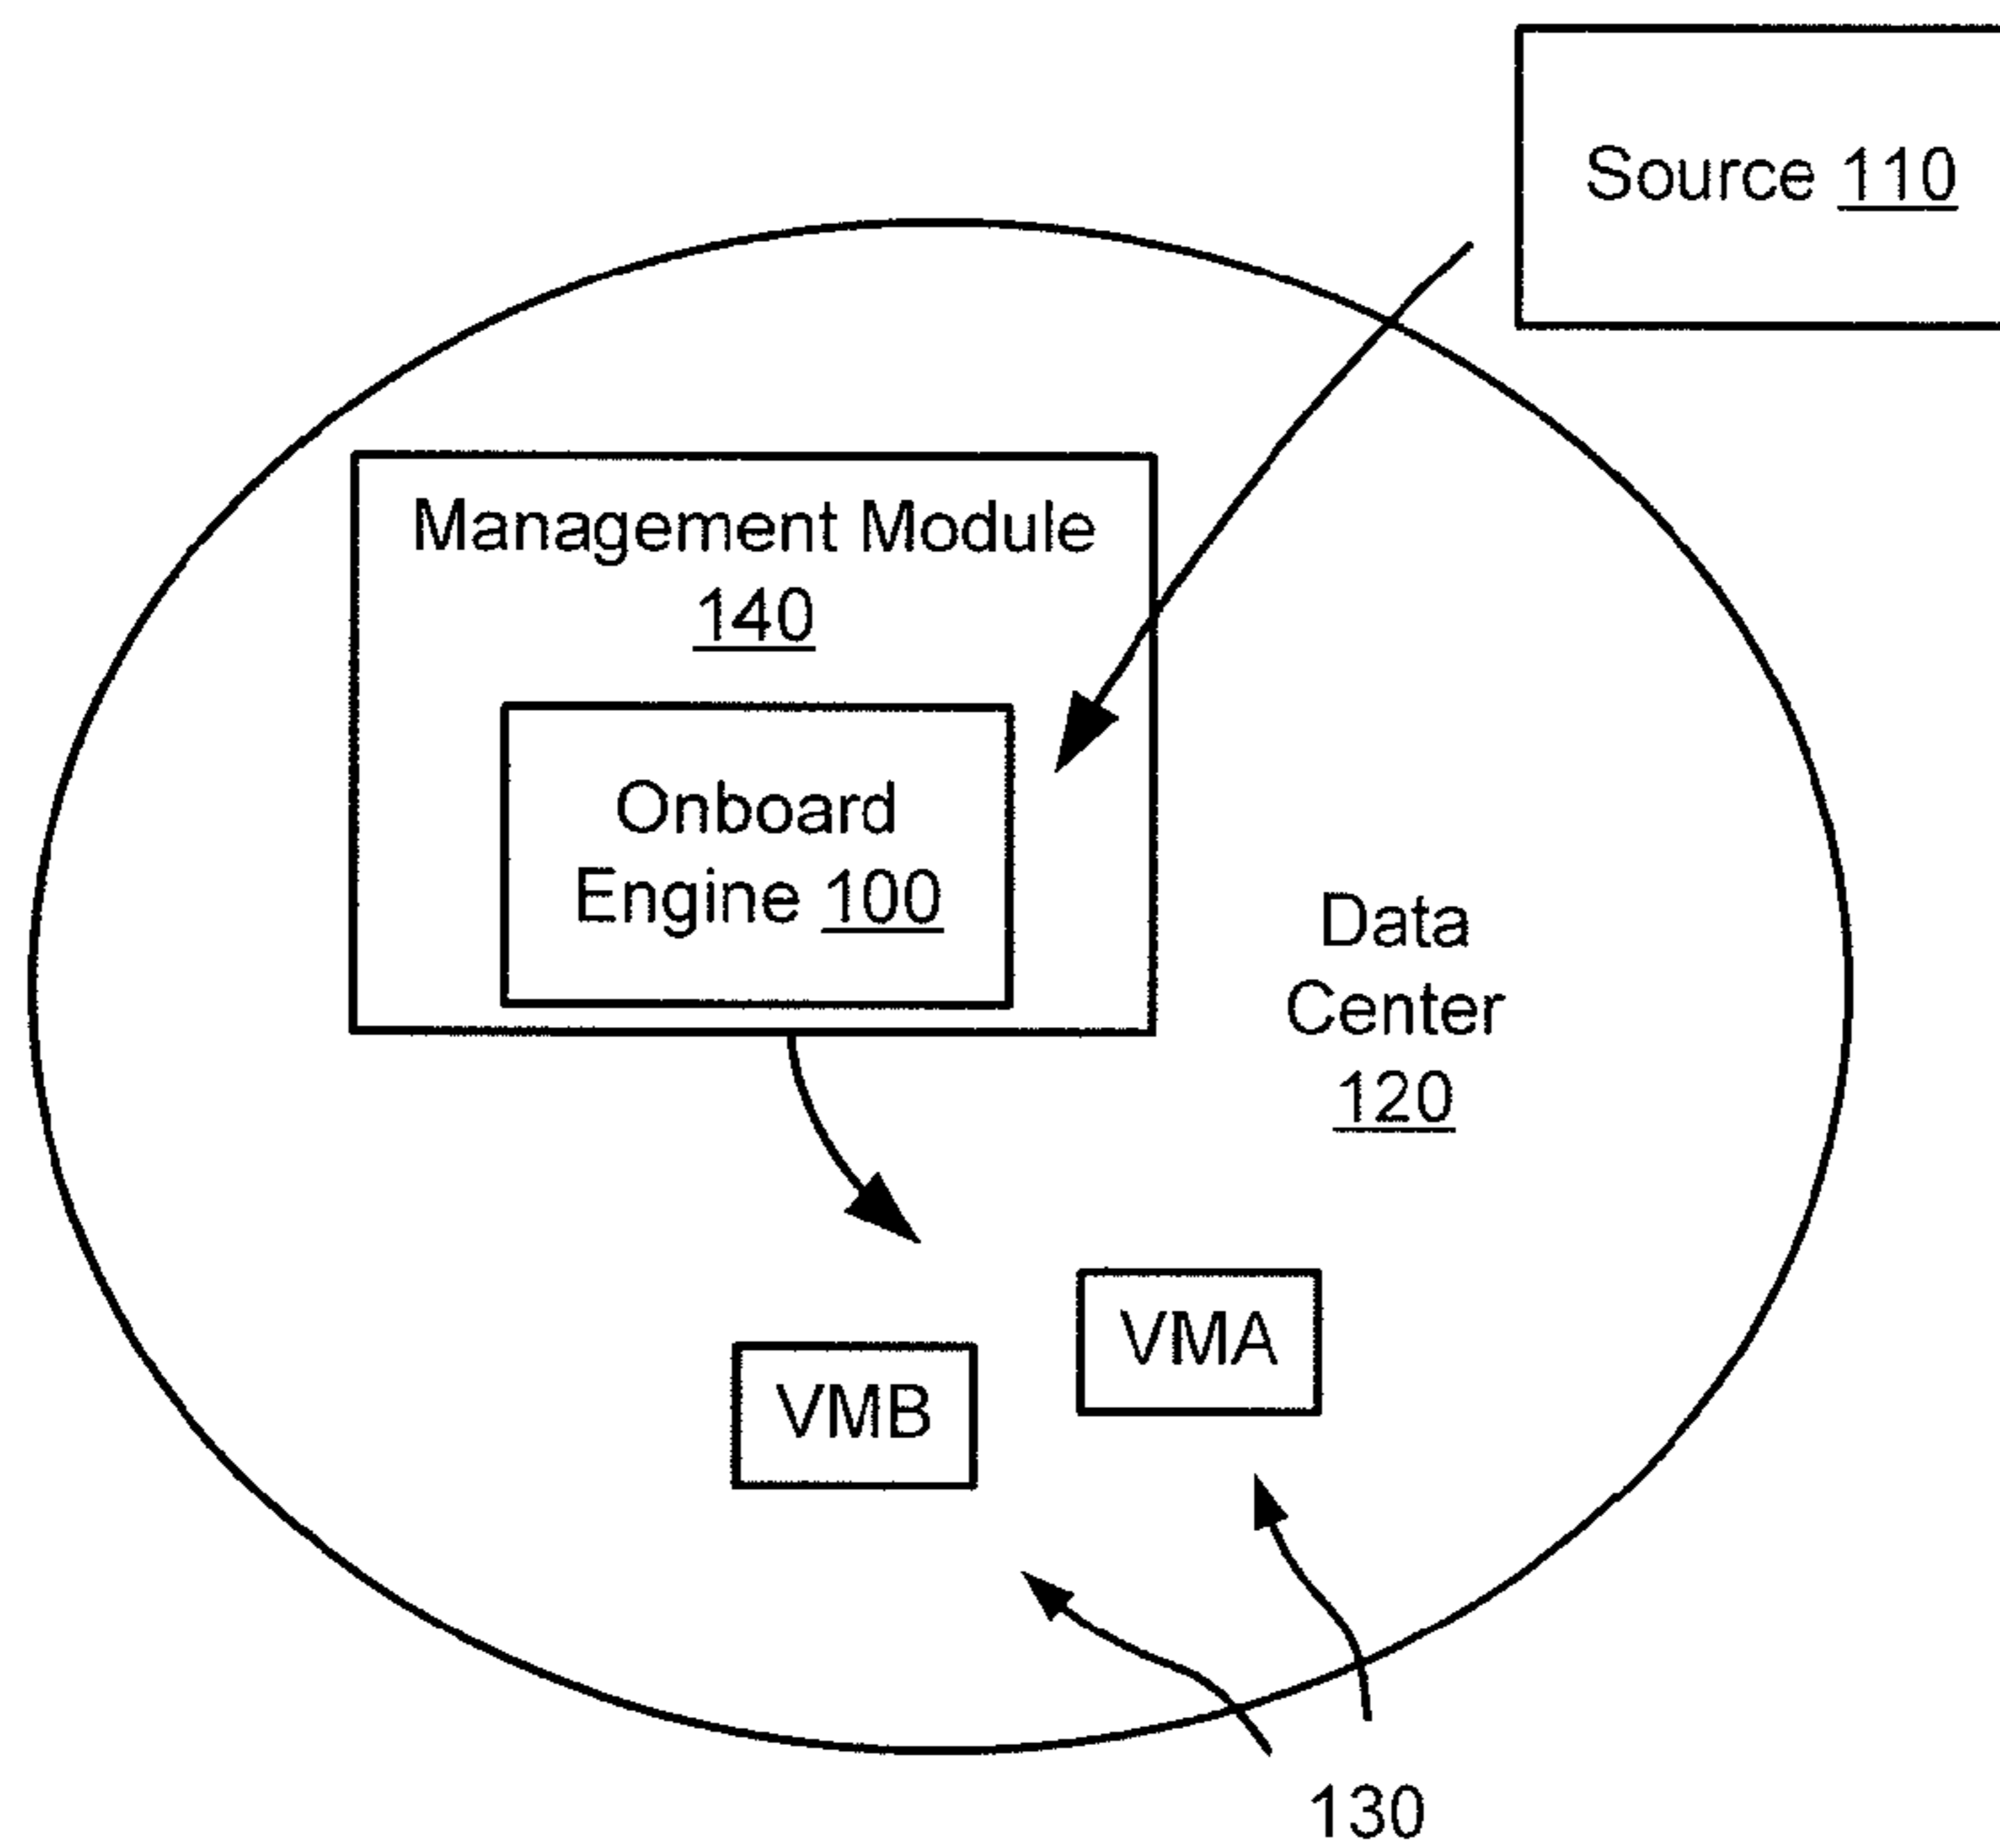 Source 110
Management Module
140
Onboard
Engine 100
Data
Center
120
VMA
VMB
130